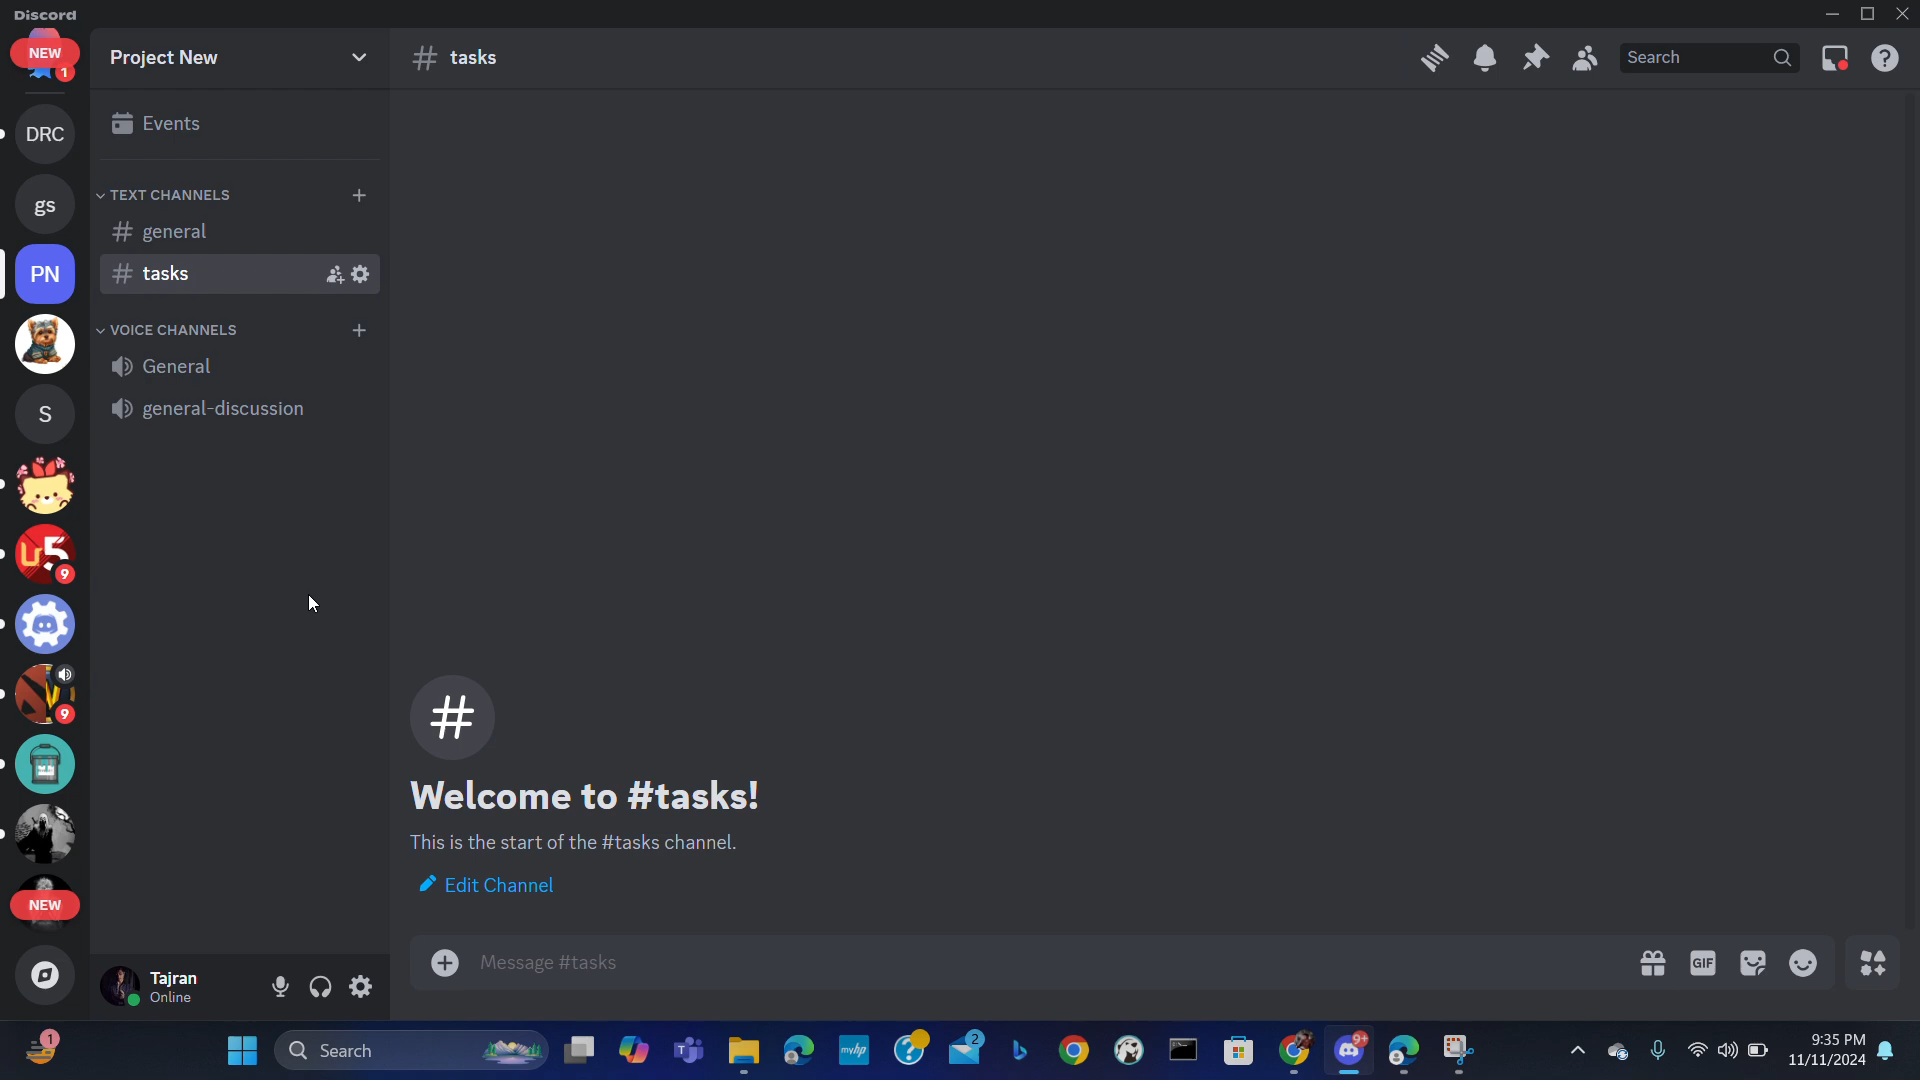 Discord
NEW
1
DRC
gs
PN
S
9
9
NEW
Project New
Events
TEXT CHANNELS
general
tasks
VOICE CHANNELS
General
general-discussion
Tajran
Online
# tasks
Search
Welcome to #tasks!
This is the start of the #tasks channel.
Edit Channel
Message #tasks
GIF
1
Search
myhp
2
9+
9:35 PM
11/11/2024